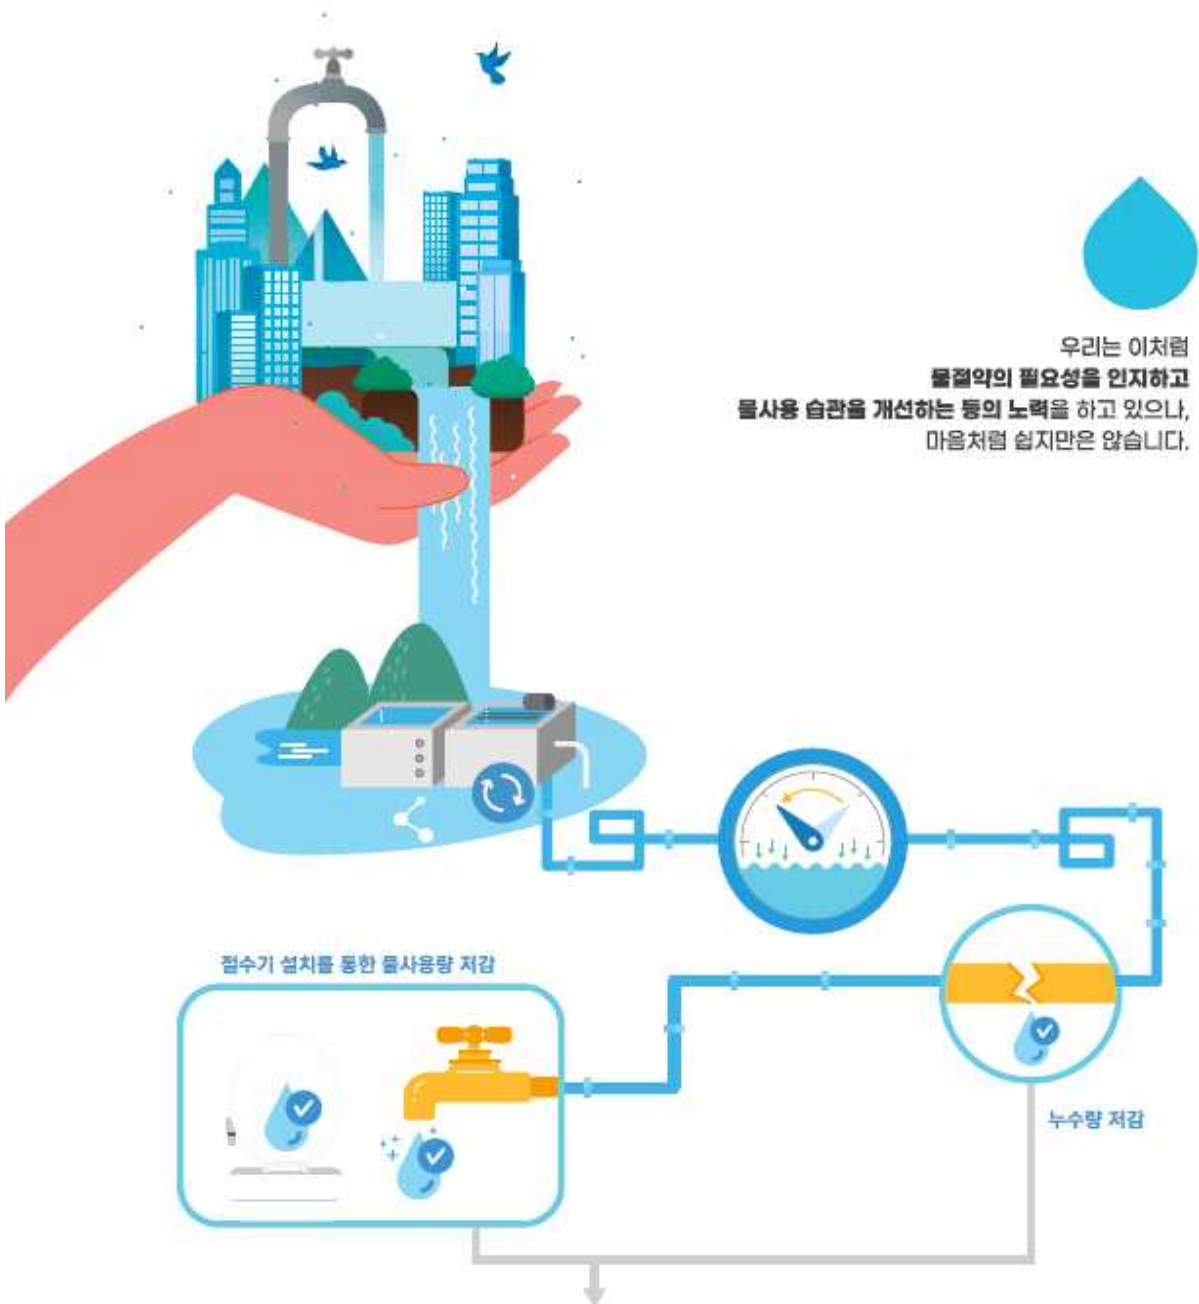 우리는 이처럼
물절약의 필요성을 인지하고
물사용 습관을 개선하는 등의 노력을 하고 있으나,
마음처럼 쉽지만은 않습니다.
절수기 설치를 통한 물사용량 저감
누수량 저감